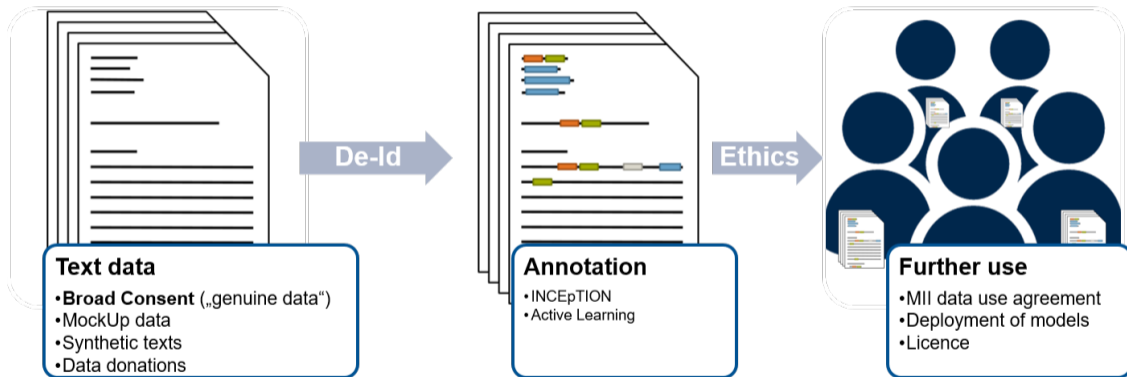 De-Id
Ethics
Text data
•Broad Consent („genuine data“)
•MockUp data
•Synthetic texts
•Data donations
Annotation
•INCEpTION
•Active Learning
Further use
•MII data use agreement
•Deployment of models
•Licence